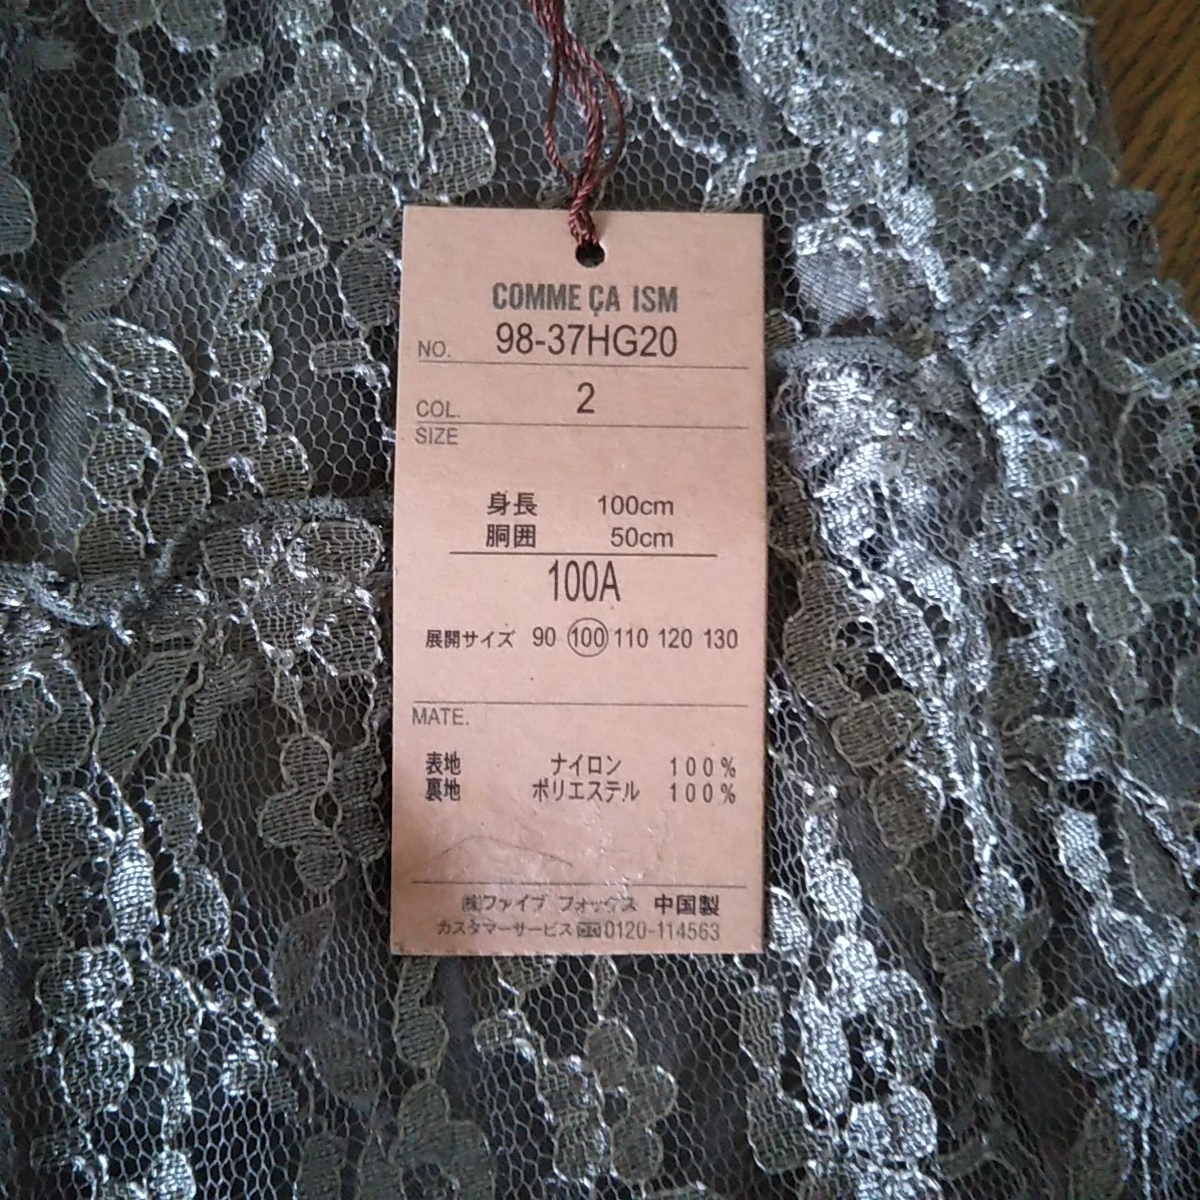 COMME ÇA ISM
NO. 98-37HG20
COL. 2
SIZE
身長 100cm
胴囲 50cm
100A
展開サイズ 90 100 110 120 130
MATE.
表地 ナイロン 100%
裏地 ポリエステル 100%
㈱ファイブ フォックス 中国製
カスタマーサービス 0120-114563